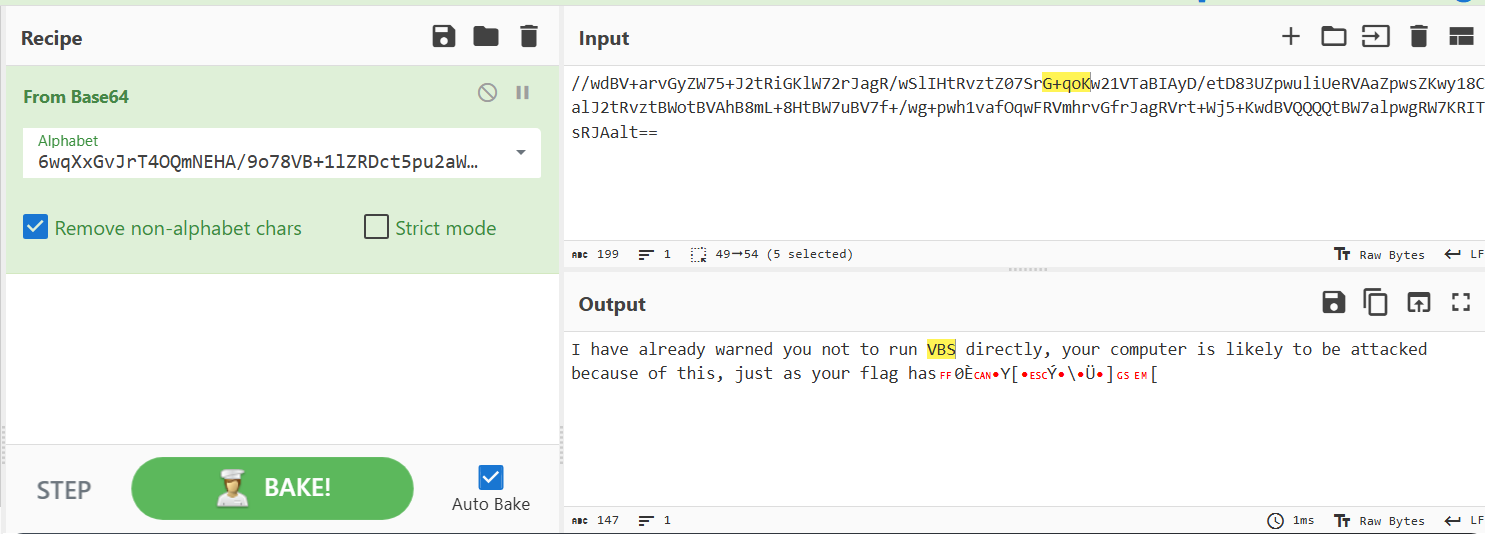 Recipe
From Base64
Alphabet
6wqXxGvJrT4OQmNEHA/9o78VB+1lZRDct5pu2aW…
Remove non-alphabet chars
Strict mode
STEP
BAKE!
Auto Bake
Input
//wdBV+arvGyZW75+J2tRiGKlW72rJagR/wSlIHtRvztZ07SrG+qoKw21VTaBIAyD/etD83UZpwuliUeRVAaZpwsZKwy18C
alJ2tRvztBWotBVAhB8mL+8HtBW7uBV7f+/wg+pwh1vafOqwFRVmhrvGfrJagRVrt+Wj5+KwdBVQQQQtBW7alpwgRW7KRIT
sRJAalt==
ABC 199 1 49→54 (5 selected)
Tт Raw Bytes LF
Output
I have already warned you not to run VBS directly, your computer is likely to be attacked
because of this, just as your flag hasFF0ÈCAN•Y[•ESCÝ•\•Ü•]GS EM[
ABC 147 1
1ms Tт Raw Bytes LF